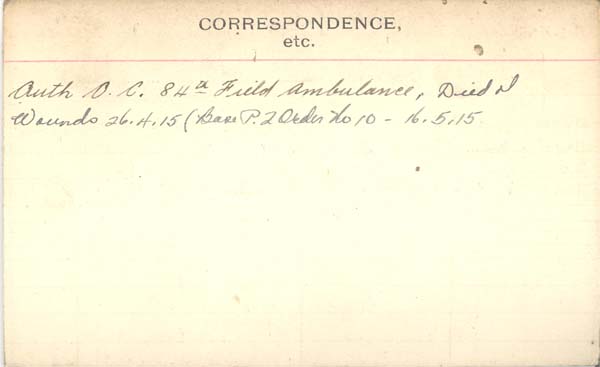 CORRESPONDENCE,
etc.
Auth O. C. 84th Field Ambulance, Died of
Wounds 26.4.15 (Base P. 2 Order No 10 - 16.5.15